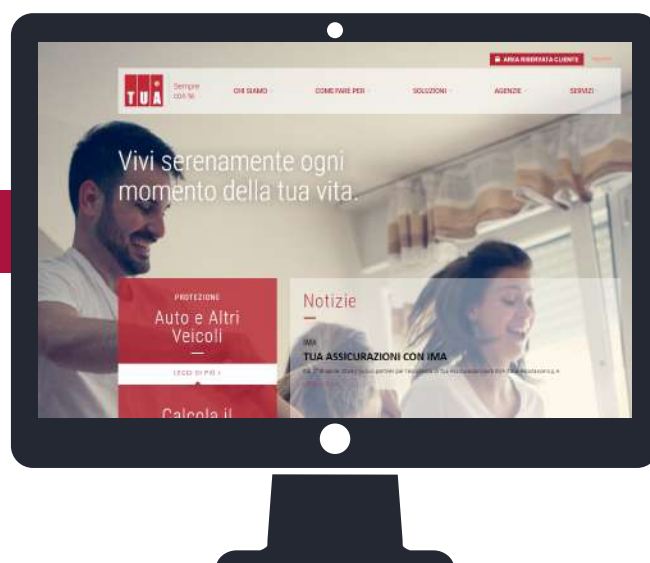 AREA RISERVATA CLIENTE
TUA
Sempre
con te
CHI SIAMO
COME FARE PER
SOLUZIONI
AGENZIE
SERVIZI
Vivi serenamente ogni
momento della tua vita.
PROTEZIONE
Auto e Altri
Veicoli
LEGGI DI PIÙ
Notizie
IMA
TUA ASSICURAZIONI CON IMA
Calcola il